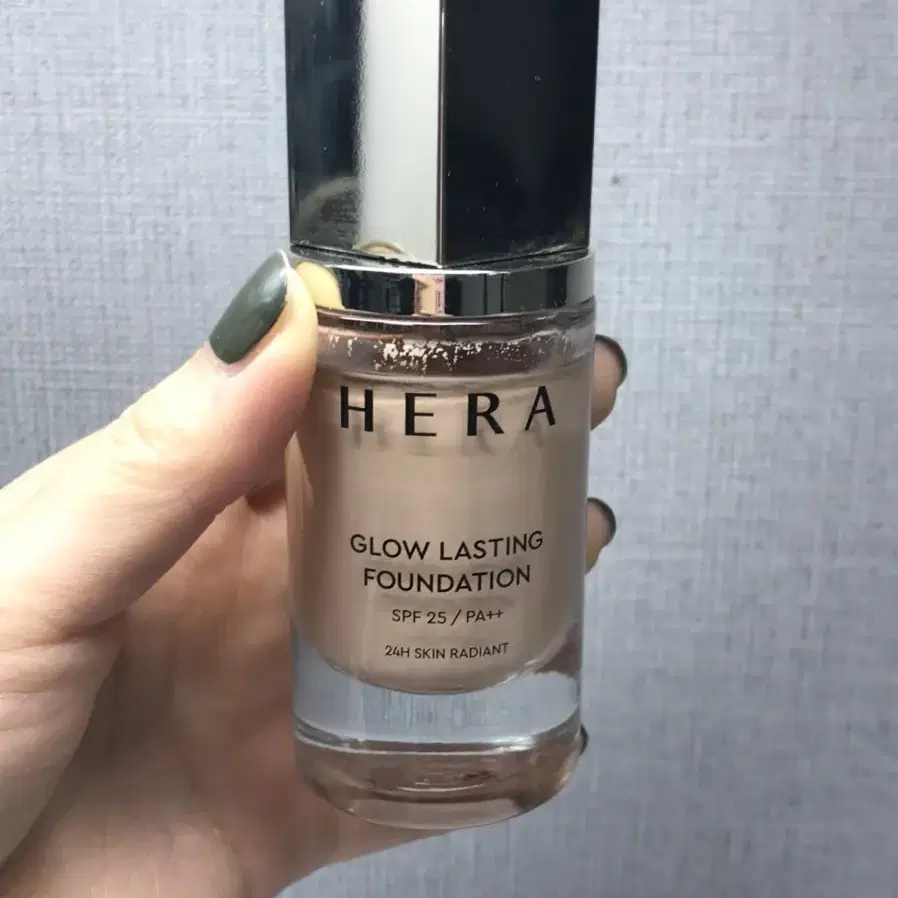 HERA
GLOW LASTING
FOUNDATION
SPF 25 / PA++
24H SKIN RADIANT